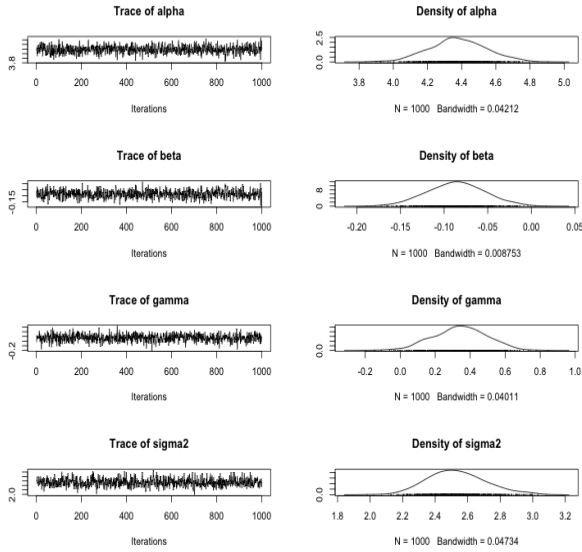 Trace of alpha
3.8
0 200 400 600 800 1000
Iterations
Density of alpha
0.0 2.5
3.8 4.0 4.2 4.4 4.6 4.8 5.0
N = 1000 Bandwidth = 0.04212
Trace of beta
-0.15
0 200 400 600 800 1000
Iterations
Density of beta
0 8
-0.20 -0.15 -0.10 -0.05 0.00 0.05
N = 1000 Bandwidth = 0.008753
Trace of gamma
-0.2
0 200 400 600 800 1000
Iterations
Density of gamma
0.0
-0.2 0.0 0.2 0.4 0.6 0.8 1.0
N = 1000 Bandwidth = 0.04011
Trace of sigma2
2.0
0 200 400 600 800 1000
Iterations
Density of sigma2
0.0
1.8 2.0 2.2 2.4 2.6 2.8 3.0 3.2
N = 1000 Bandwidth = 0.04734